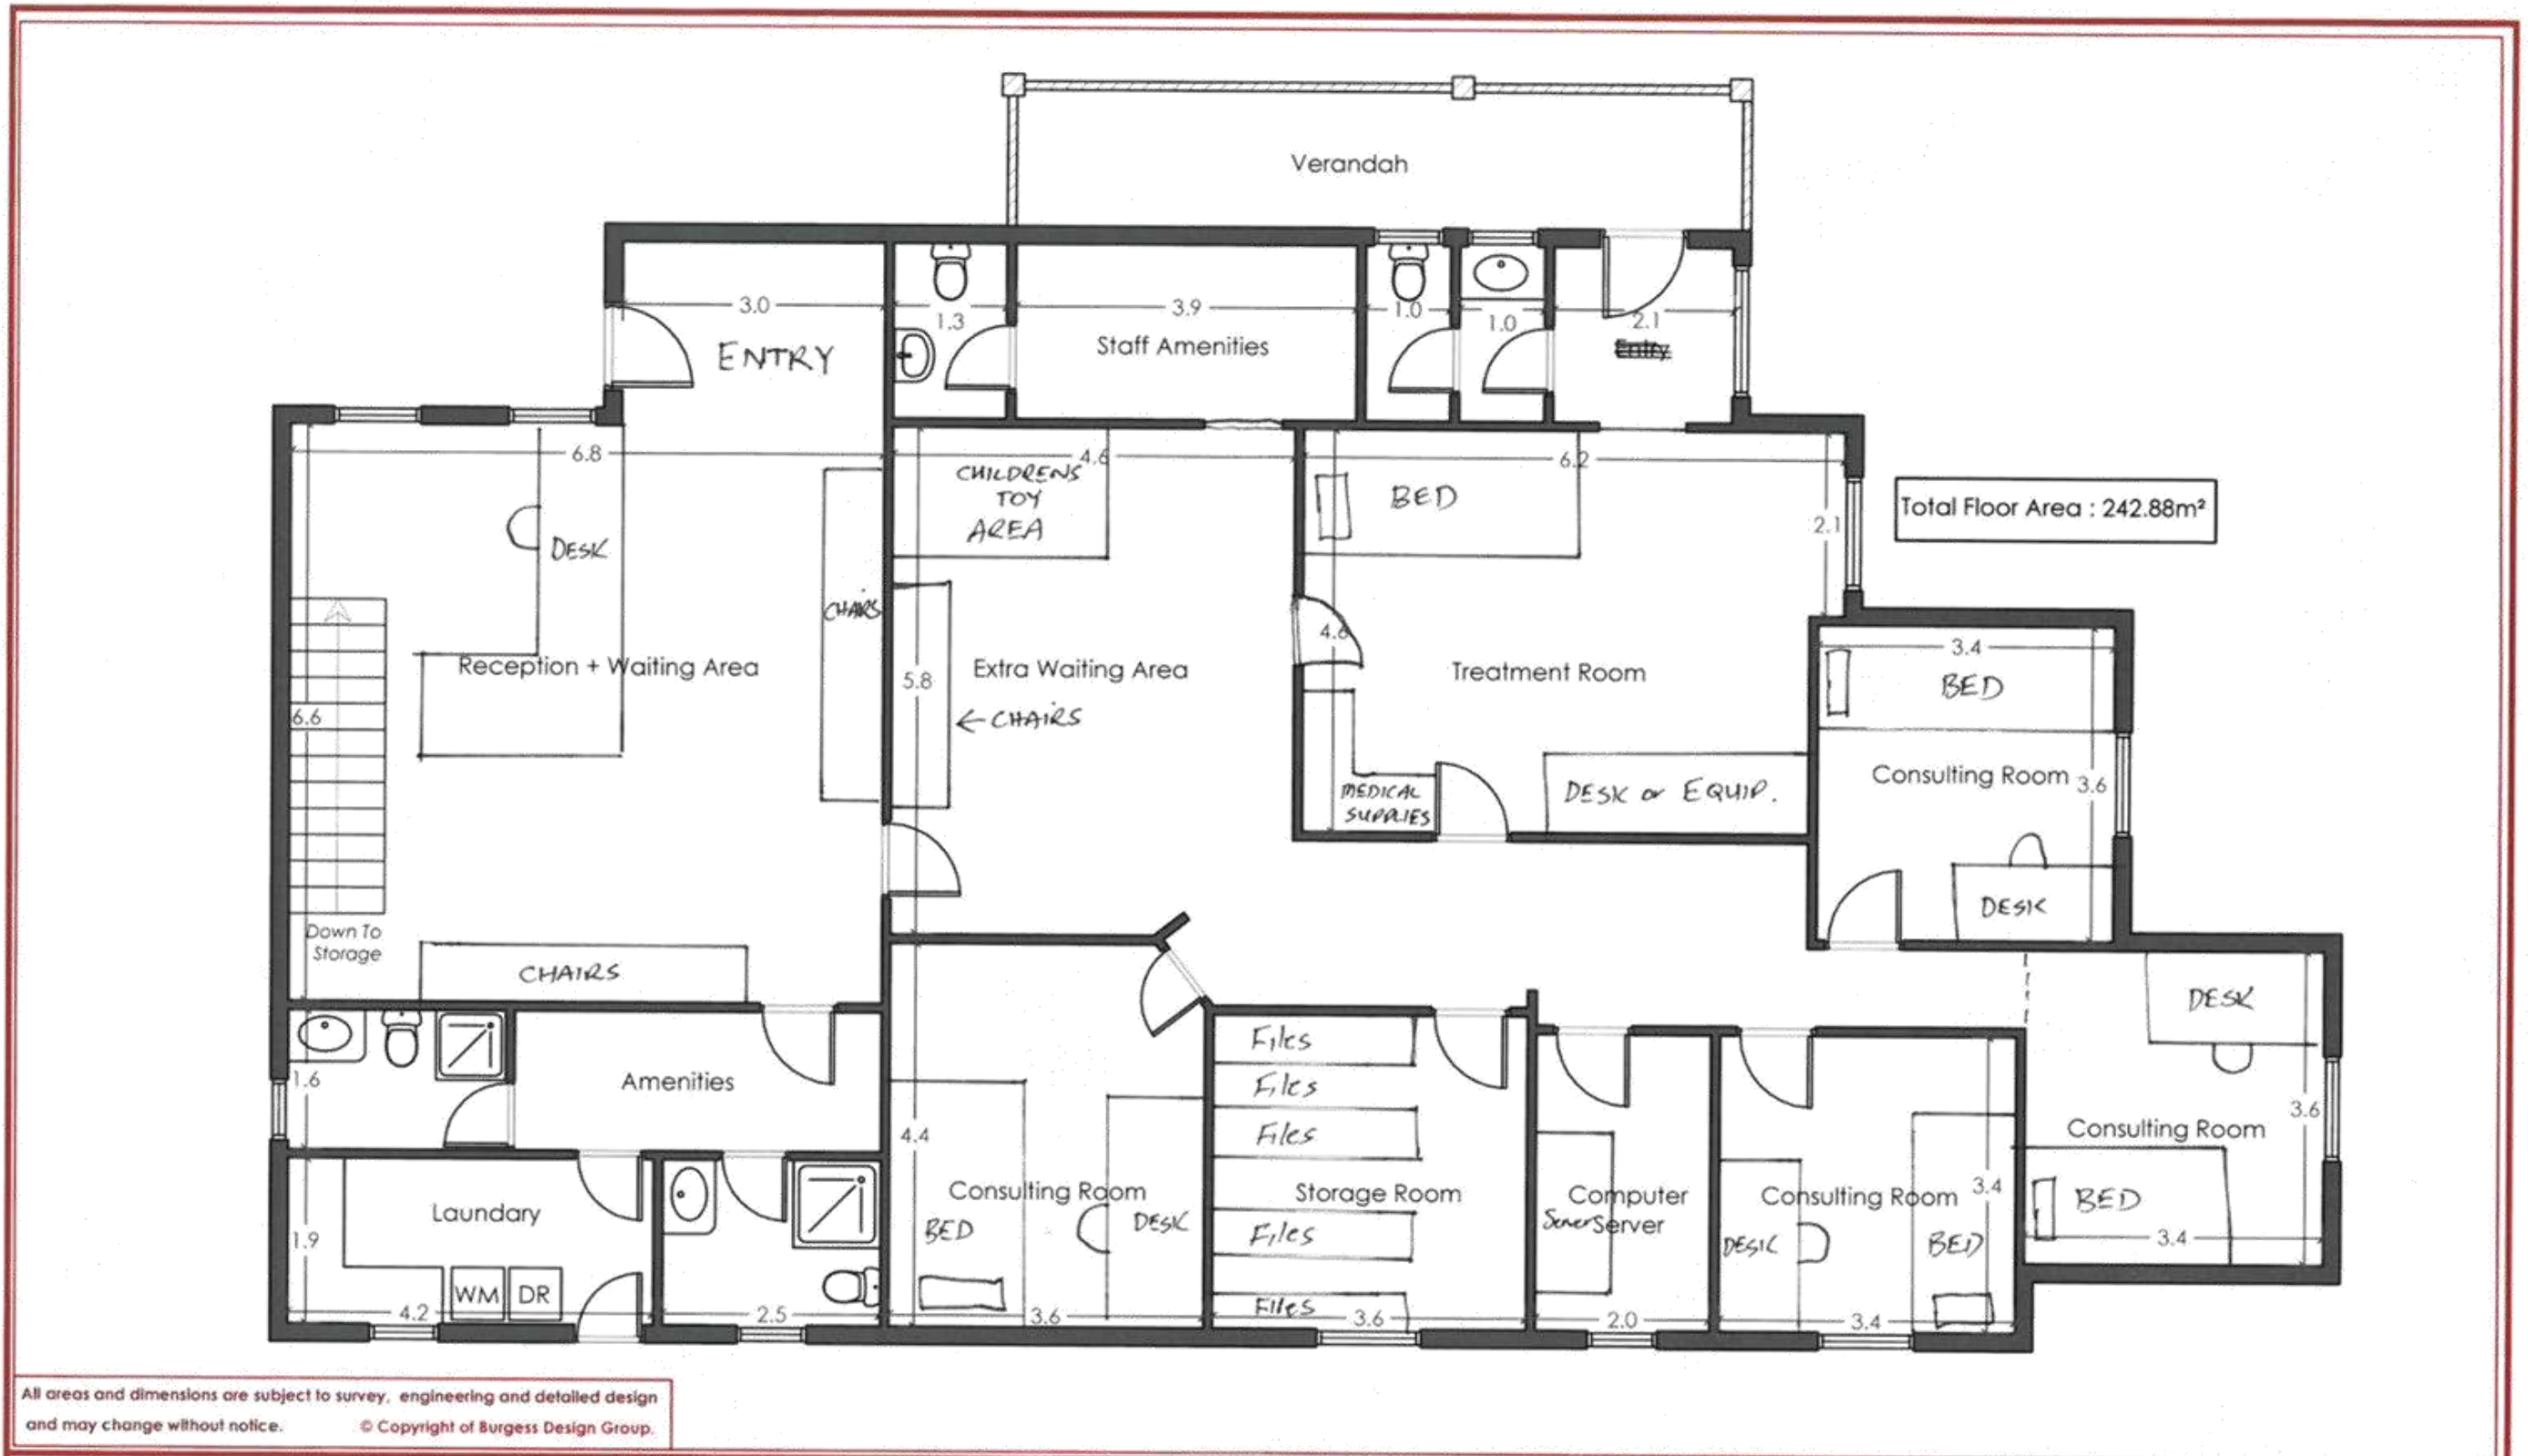 Verandah
3.0
1.3
3.9
1.0
1.0
2.1
ENTRY
Staff Amenities
Entry
6.8
4.6
6.2
CHILDRENS
TOY
AREA
BED
Total Floor Area : 242.88m²
2.1
DESK
CHAIRS
4.6
3.4
BED
Reception + Waiting Area
5.8
Extra Waiting Area
Treatment Room
6.6
← CHAIRS
Consulting Room
3.6
MEDICAL
SUPPLIES
DESK or EQUIP.
DESK
Down To
Storage
CHAIRS
DESK
Files
1.6
Amenities
Files
3.6
4.4
Files
Consulting Room
Consulting Room
Storage Room
Computer
Server
Consulting Room
3.4
BED
Laundary
BED
DESK
Files
DESK
BED
3.4
1.9
WM
DR
Files
4.2
2.5
3.6
3.6
2.0
3.4
All areas and dimensions are subject to survey, engineering and detailed design
and may change without notice. © Copyright of Burgess Design Group.